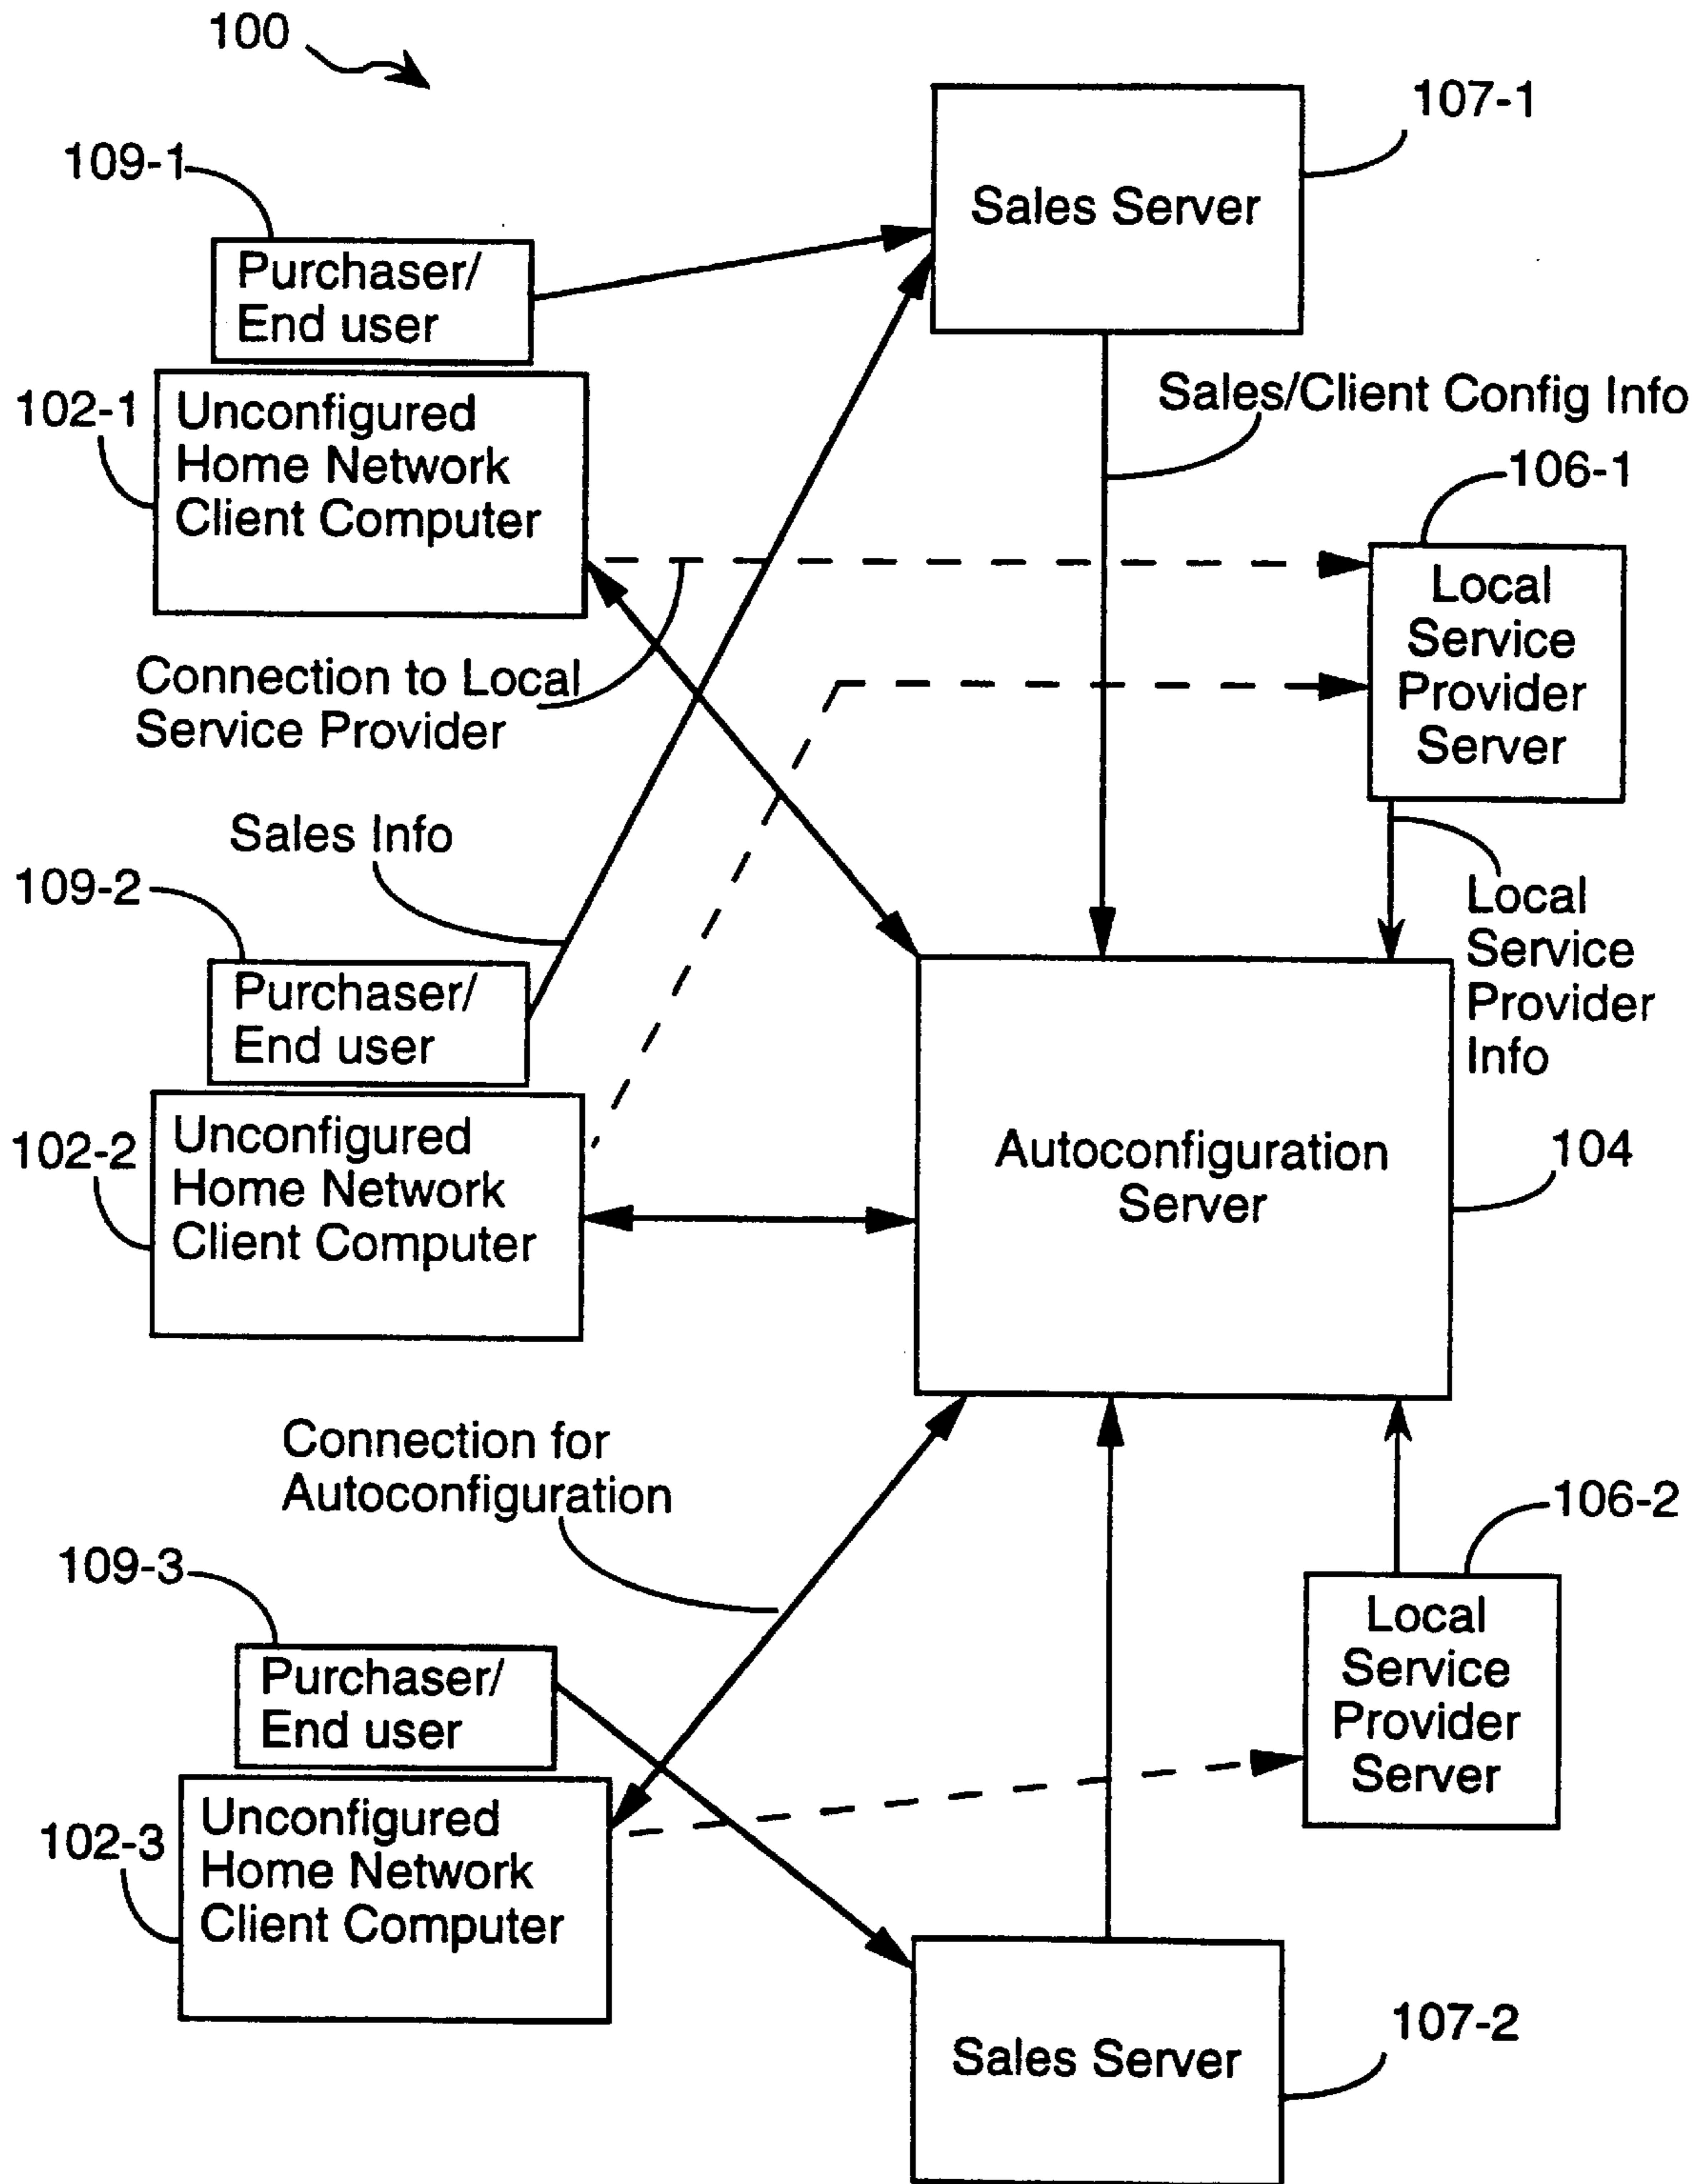 100
107-1
109-1
Sales Server
Purchaser/
End user
Sales/Client Config Info
102-1
Unconfigured
Home Network
Client Computer
106-1
Local
Service
Provider
Server
Connection to Local
Service Provider
Sales Info
109-2
Local
Service
Provider
Info
Purchaser/
End user
102-2
Unconfigured
Home Network
Client Computer
Autoconfiguration
Server
104
Connection for
Autoconfiguration
106-2
109-3
Local
Service
Provider
Server
Purchaser/
End user
102-3
Unconfigured
Home Network
Client Computer
107-2
Sales Server